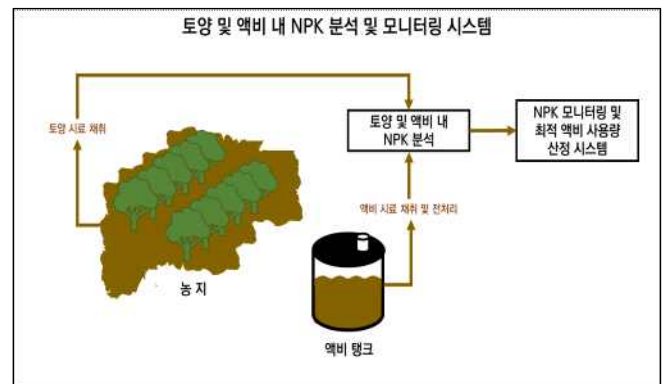 토양 및 액비 내 NPK 분석 및 모니터링 시스템
토양 시료 채취
토양 및 액비 내
NPK 분석
NPK 모니터링 및
최적 액비 사용량
산정 시스템
액비 시료 채취 및 전처리
농 지
액비 탱크